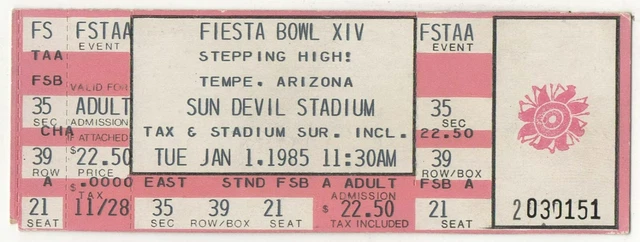 FS FSTAA FIESTA BOWL XIV FSTAA
EVENT STEPPING HIGH! EVENT
TAA
FSB VALID FOR TEMPE, ARIZONA
35 ADULT SUN DEVIL STADIUM 35
SEC ADMISSION SEC
CHA IF ATTACHED TAX & STADIUM SUR. INCL. 22.50
39 $22.50 TUE JAN 1.1985 11:30AM 39
ROW PRICE ROW/BOX
A $.0000 EAST STND FSB A ADULT FSB A
TAX ADMISSION
21 11/28 35 39 21 $22.50 21
SEAT SEC ROW/BOX SEAT TAX INCLUDED SEAT
2030151